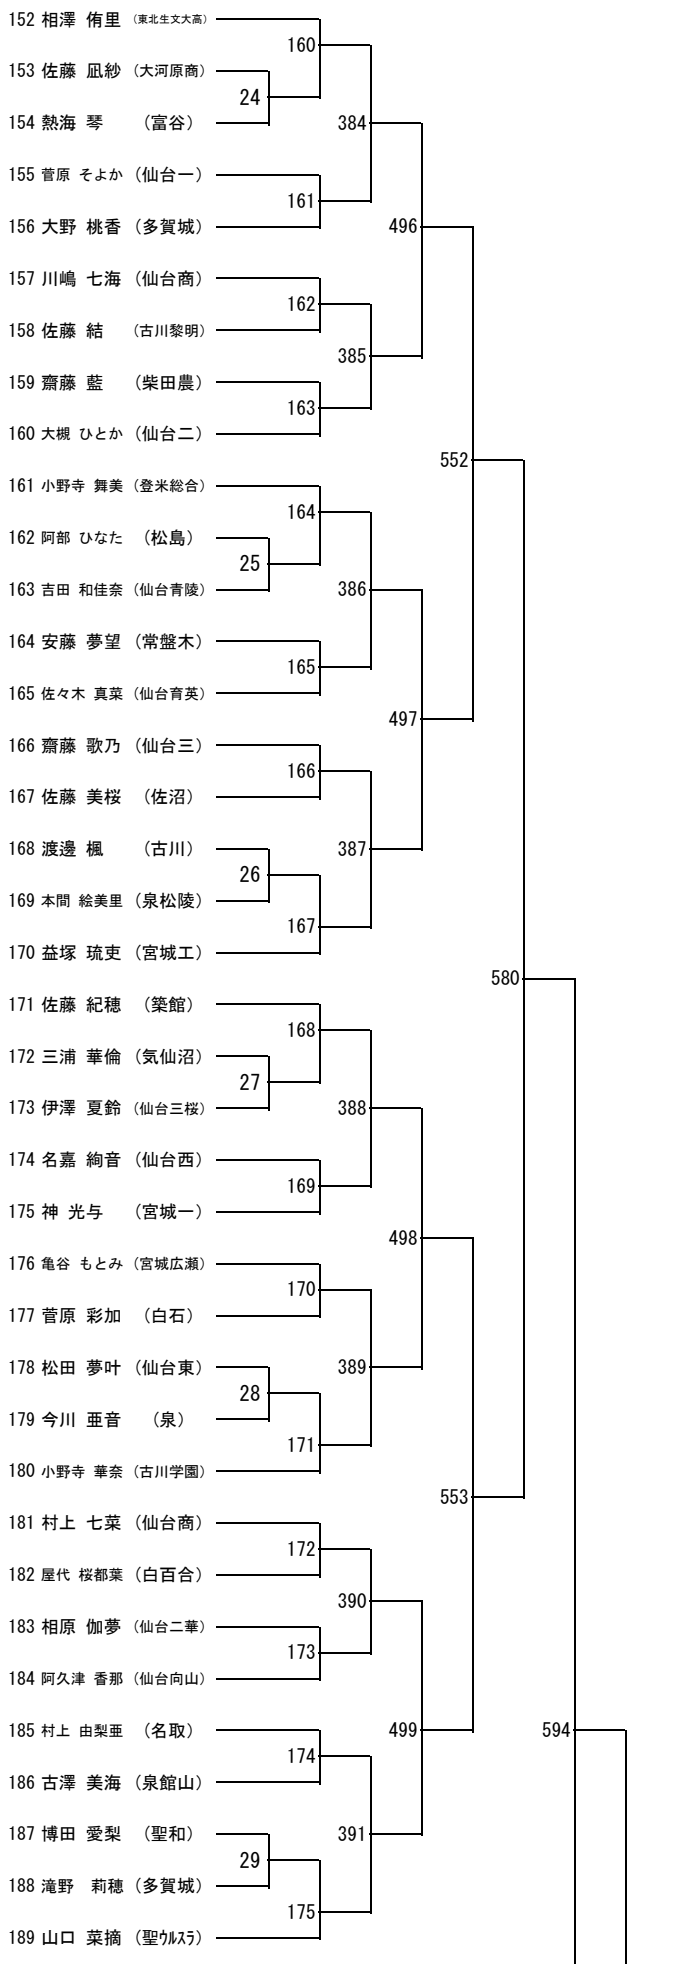 152 相澤 侑里 (東北生文大高)
160
153 佐藤 凪紗 (大河原商)
24
154 熱海 琴 (富谷)
384
155 菅原 そよか (仙台一)
161
156 大野 桃香 (多賀城)
496
157 川嶋 七海 (仙台商)
162
158 佐藤 結 (古川黎明)
385
159 齋藤 藍 (柴田農)
163
160 大槻 ひとか (仙台二)
552
161 小野寺 舞美 (登米総合)
164
162 阿部 ひなた (松島)
25
163 吉田 和佳奈 (仙台青陵)
386
164 安藤 夢望 (常盤木)
165
165 佐々木 真菜 (仙台育英)
497
166 齋藤 歌乃 (仙台三)
166
167 佐藤 美桜 (佐沼)
168 渡邊 楓 (古川)
387
26
169 本間 絵美里 (泉松陵)
167
170 益塚 琉吏 (宮城工)
580
171 佐藤 紀穂 (築館)
168
172 三浦 華倫 (気仙沼)
27
173 伊澤 夏鈴 (仙台三桜)
388
174 名嘉 絢音 (仙台西)
169
175 神 光与 (宮城一)
498
176 亀谷 もとみ (宮城広瀬)
170
177 菅原 彩加 (白石)
178 松田 夢叶 (仙台東)
389
28
179 今川 亜音 (泉)
171
180 小野寺 華奈 (古川学園)
553
181 村上 七菜 (仙台商)
172
182 屋代 桜都葉 (白百合)
390
183 相原 伽夢 (仙台二華)
173
184 阿久津 香那 (仙台向山)
185 村上 由梨亜 (名取)
499
594
174
186 古澤 美海 (泉館山)
187 博田 愛梨 (聖和)
391
29
188 滝野 莉穂 (多賀城)
175
189 山口 菜摘 (聖ウルスラ)